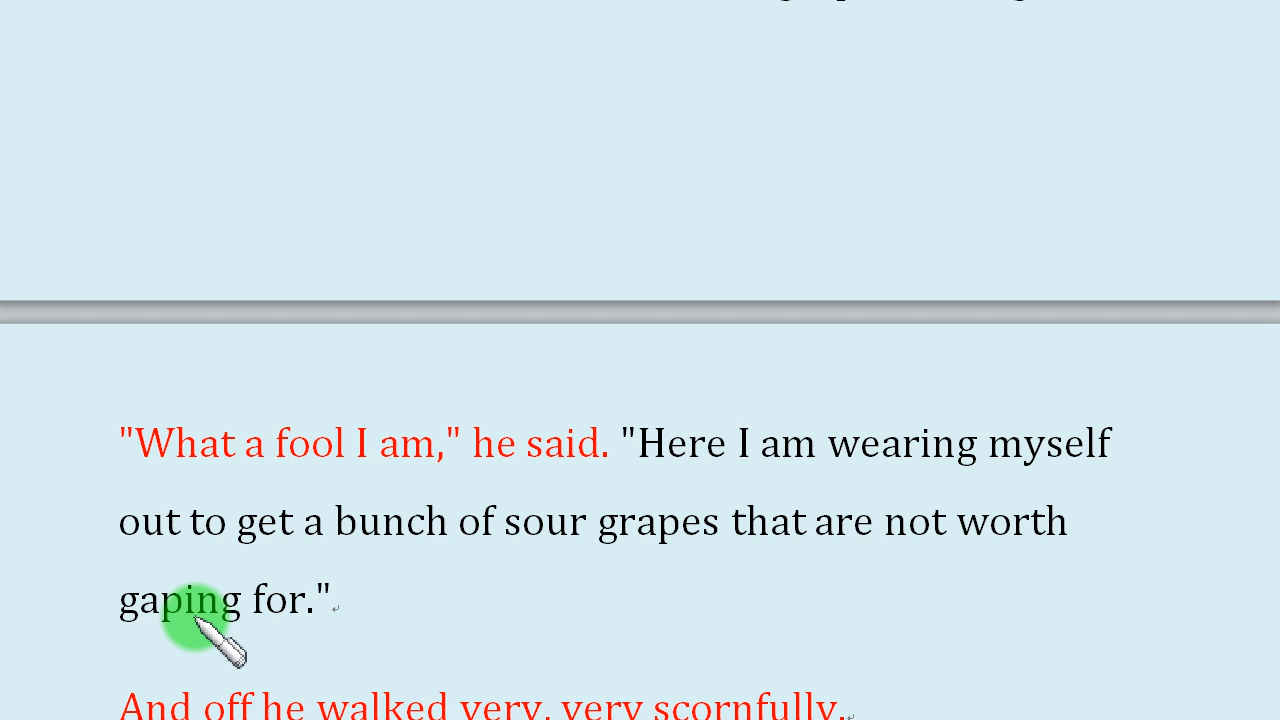 "What a fool I am," he said. "Here I am wearing myself
out to get a bunch of sour grapes that are not worth
gaping for."
And off he walked very, very scornfully.